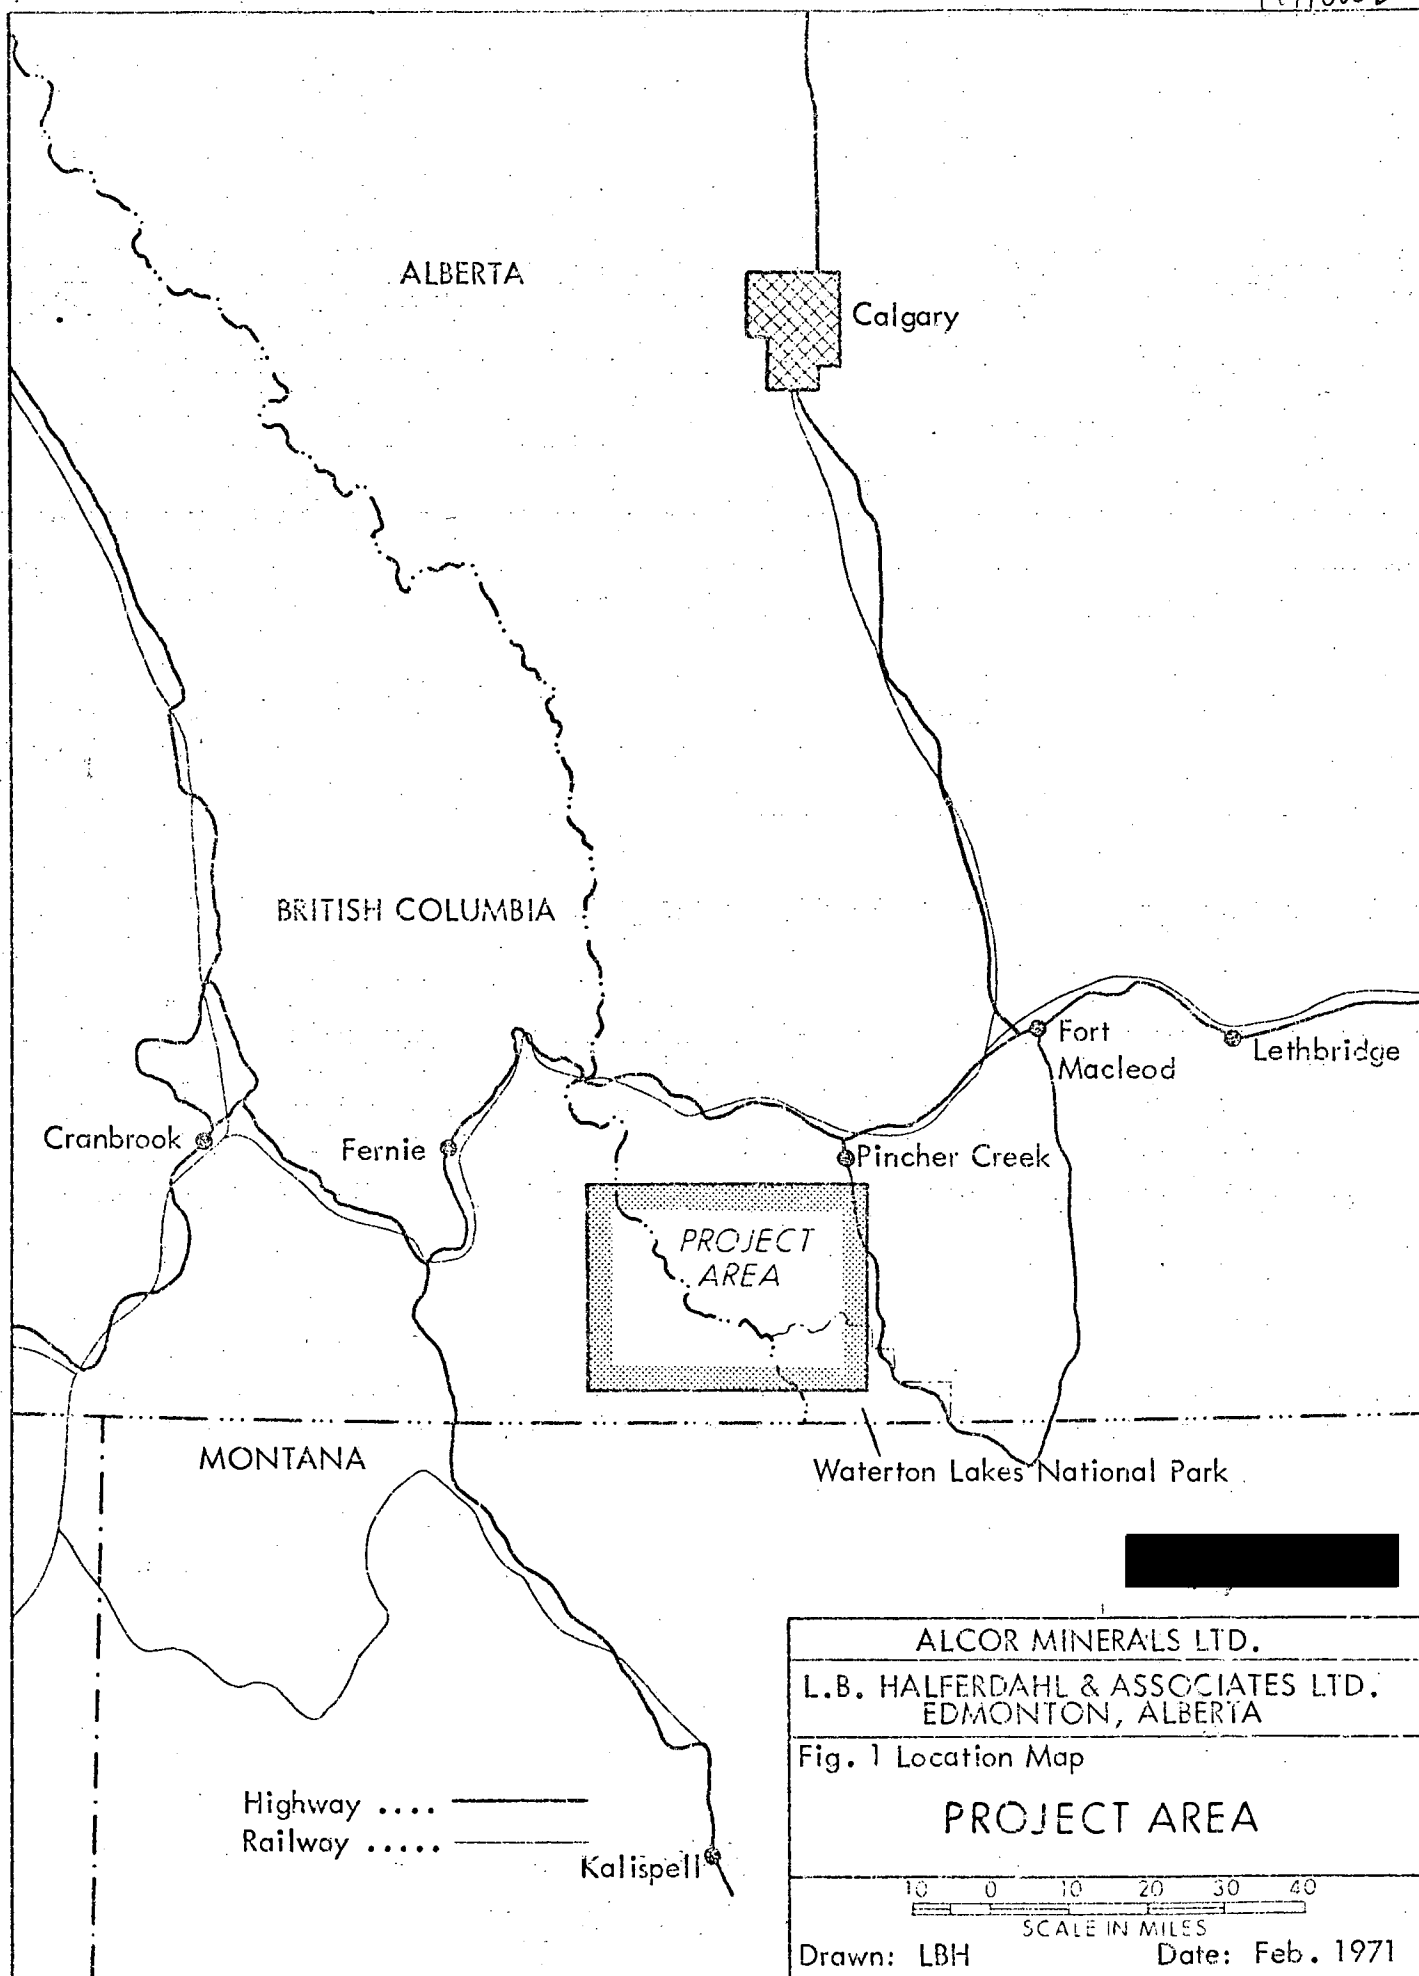 ALBERTA
Calgary
BRITISH COLUMBIA
Fort
Macleod
Lethbridge
Cranbrook
Fernie
Pincher Creek
PROJECT
AREA
MONTANA
Waterton Lakes National Park
ALCOR MINERALS LTD.
L.B. HALFERDAHL & ASSOCIATES LTD.
EDMONTON, ALBERTA
Fig. 1 Location Map
PROJECT AREA
Highway ....
Railway .....
Kalispell
10 0 10 20 30 40
SCALE IN MILES
Drawn: LBH Date: Feb. 1971